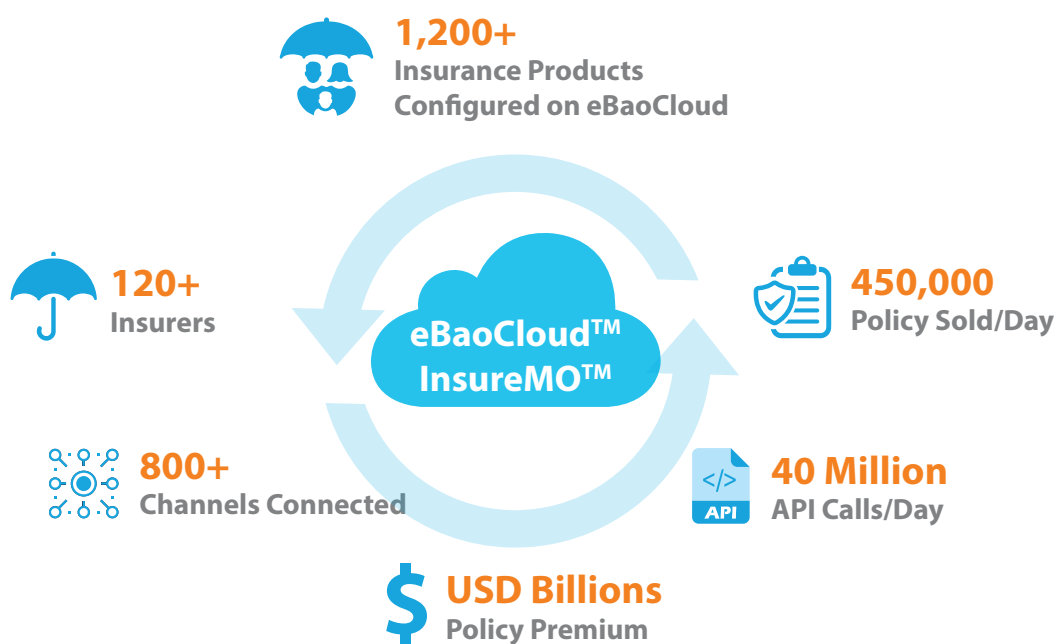 1,200+
Insurance Products
Configured on eBaoCloud
120+
Insurers
eBaoCloud™
InsureMO™
450,000
Policy Sold/Day
800+
Channels Connected
</>
API
40 Million
API Calls/Day
$
USD Billions
Policy Premium